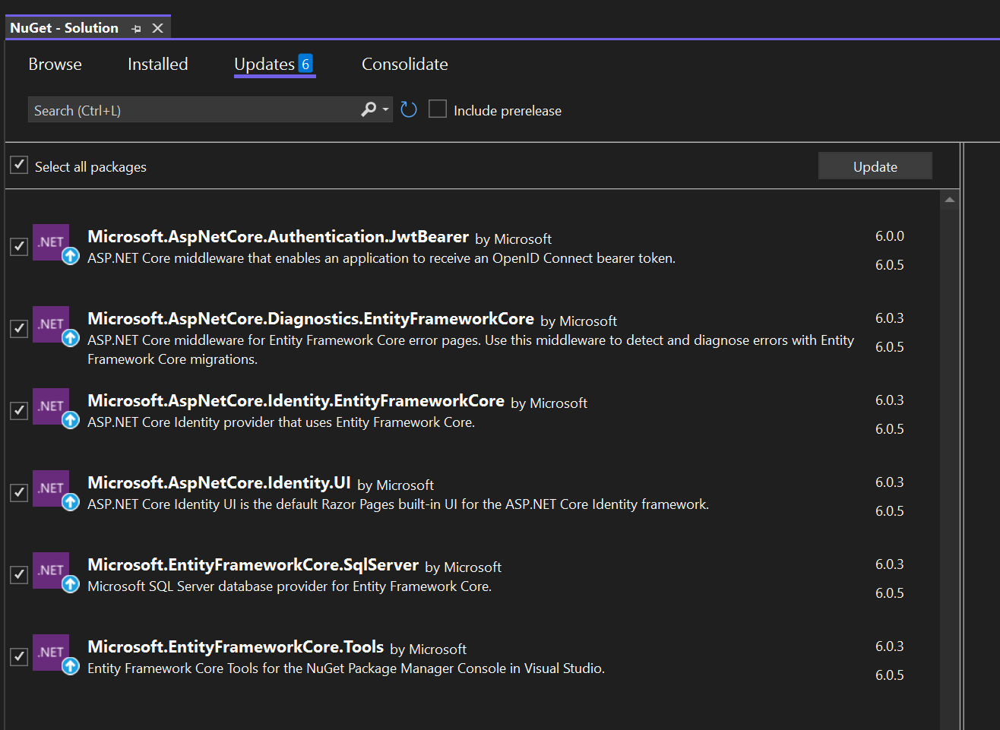 NuGet - Solution
Browse Installed Updates 6 Consolidate
Search (Ctrl+L) Include prerelease
Select all packages Update
.NET Microsoft.AspNetCore.Authentication.JwtBearer by Microsoft 6.0.0
ASP.NET Core middleware that enables an application to receive an OpenID Connect bearer token. 6.0.5
.NET Microsoft.AspNetCore.Diagnostics.EntityFrameworkCore by Microsoft 6.0.3
ASP.NET Core middleware for Entity Framework Core error pages. Use this middleware to detect and diagnose errors with Entity 6.0.5
Framework Core migrations.
.NET Microsoft.AspNetCore.Identity.EntityFrameworkCore by Microsoft 6.0.3
ASP.NET Core Identity provider that uses Entity Framework Core. 6.0.5
.NET Microsoft.AspNetCore.Identity.UI by Microsoft 6.0.3
ASP.NET Core Identity UI is the default Razor Pages built-in UI for the ASP.NET Core Identity framework. 6.0.5
.NET Microsoft.EntityFrameworkCore.SqlServer by Microsoft 6.0.3
Microsoft SQL Server database provider for Entity Framework Core. 6.0.5
.NET Microsoft.EntityFrameworkCore.Tools by Microsoft 6.0.3
Entity Framework Core Tools for the NuGet Package Manager Console in Visual Studio. 6.0.5